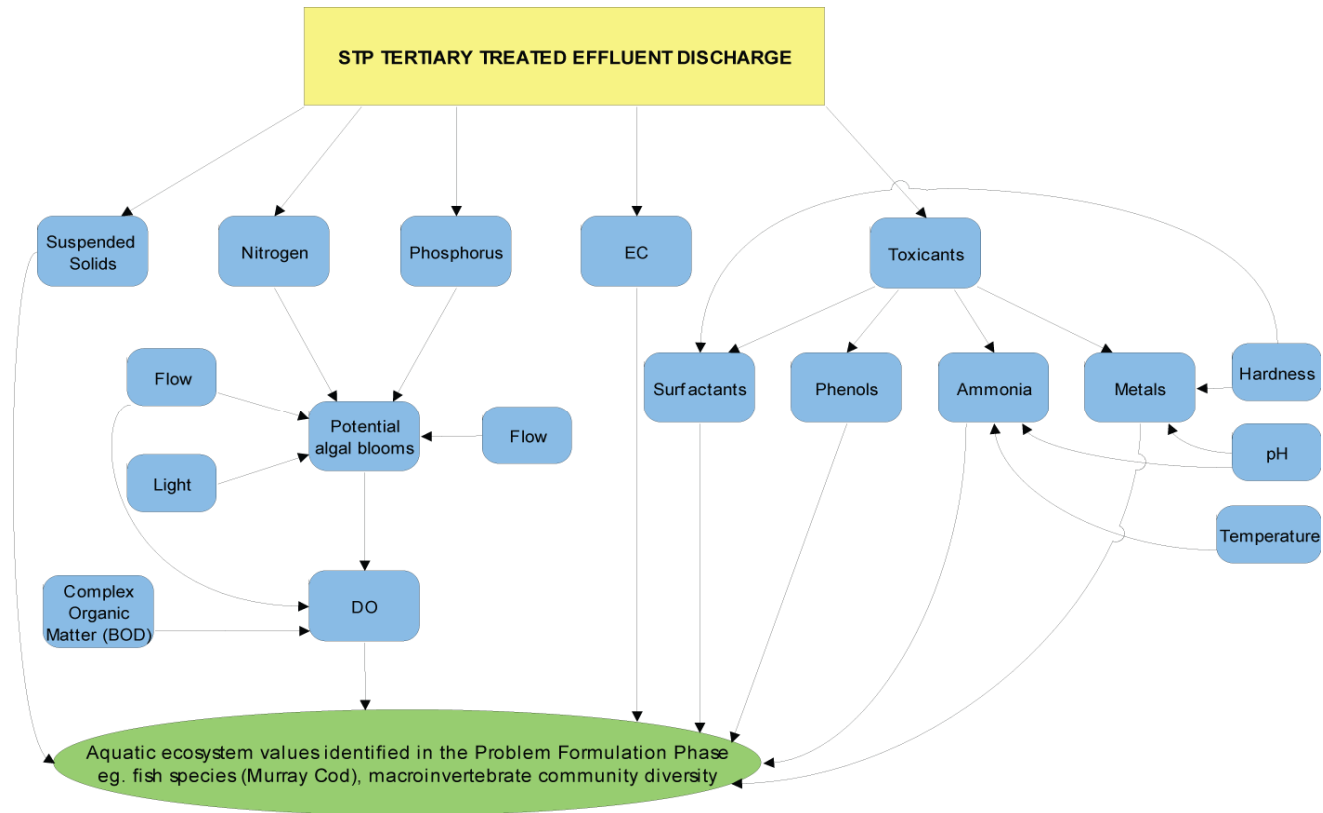 STP TERTIARY TREATED EFFLUENT DISCHARGE
Suspended
Solids
Nitrogen
Phosphorus
EC
Toxicants
Flow
Potential
algal blooms
Flow
Light
Surfactants
Phenols
Ammonia
Metals
Hardness
pH
Temperature
Complex
Organic
Matter (BOD)
DO
Aquatic ecosystem values identified in the Problem Formulation Phase
eg. fish species (Murray Cod), macroinvertebrate community diversity